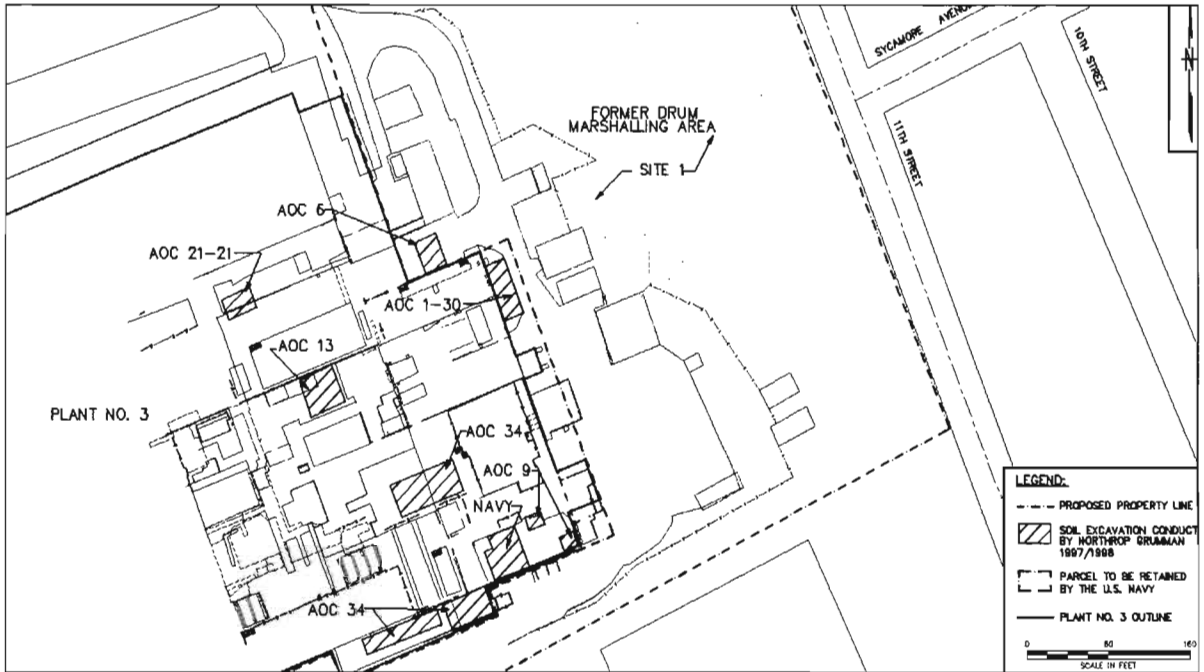 SYCAMORE AVENU
10TH STREET
N
FORMER DRUM
MARSHALLING AREA
11TH STREET
SITE 1
AOC 6
AOC 21-21
AOC 1-30
AOC 13
PLANT NO. 3
AOC 34
AOC 9
NAVY
AOC 34
LEGEND:
PROPOSED PROPERTY LINE
SOIL EXCAVATION CONDUCT
BY NORTHROP GRUMMAN
1997/1998
PARCEL TO BE RETAINED
BY THE U.S. NAVY
PLANT NO. 3 OUTLINE
0 80 160
SCALE IN FEET